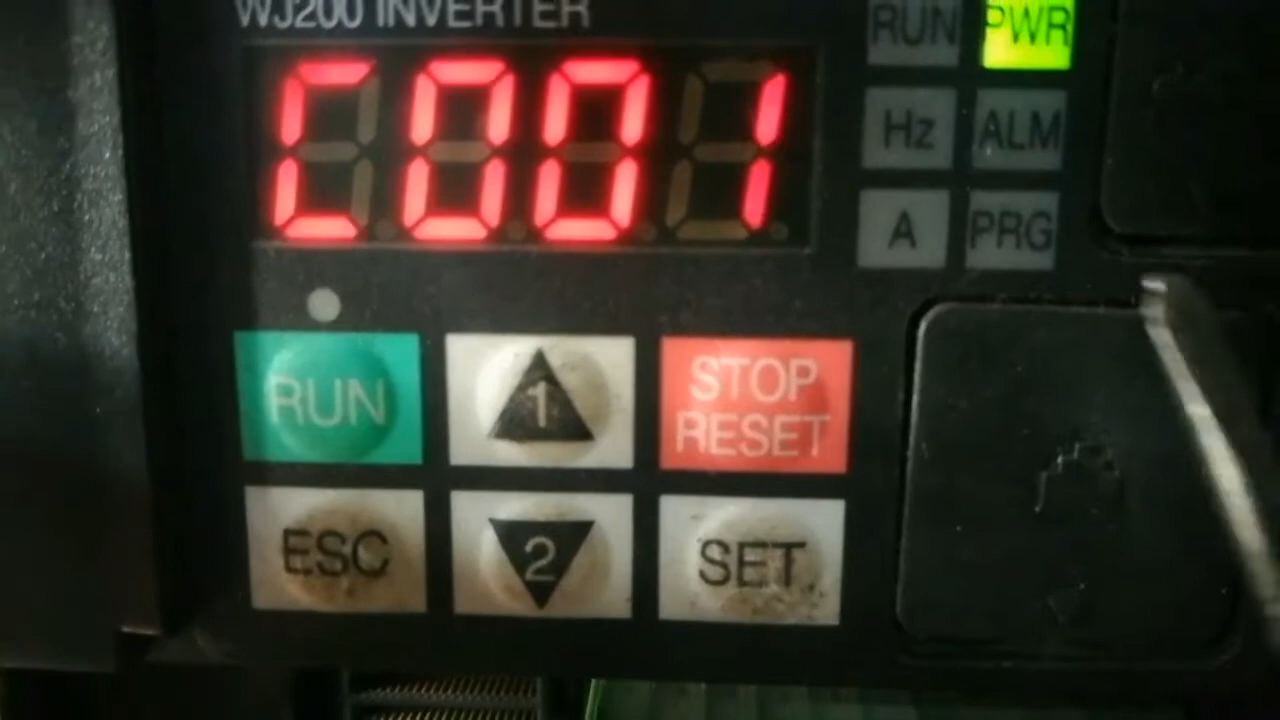 WJ200 INVERTER
C001
RUN PWR
Hz ALM
A PRG
RUN 1 STOP RESET
ESC 2 SET